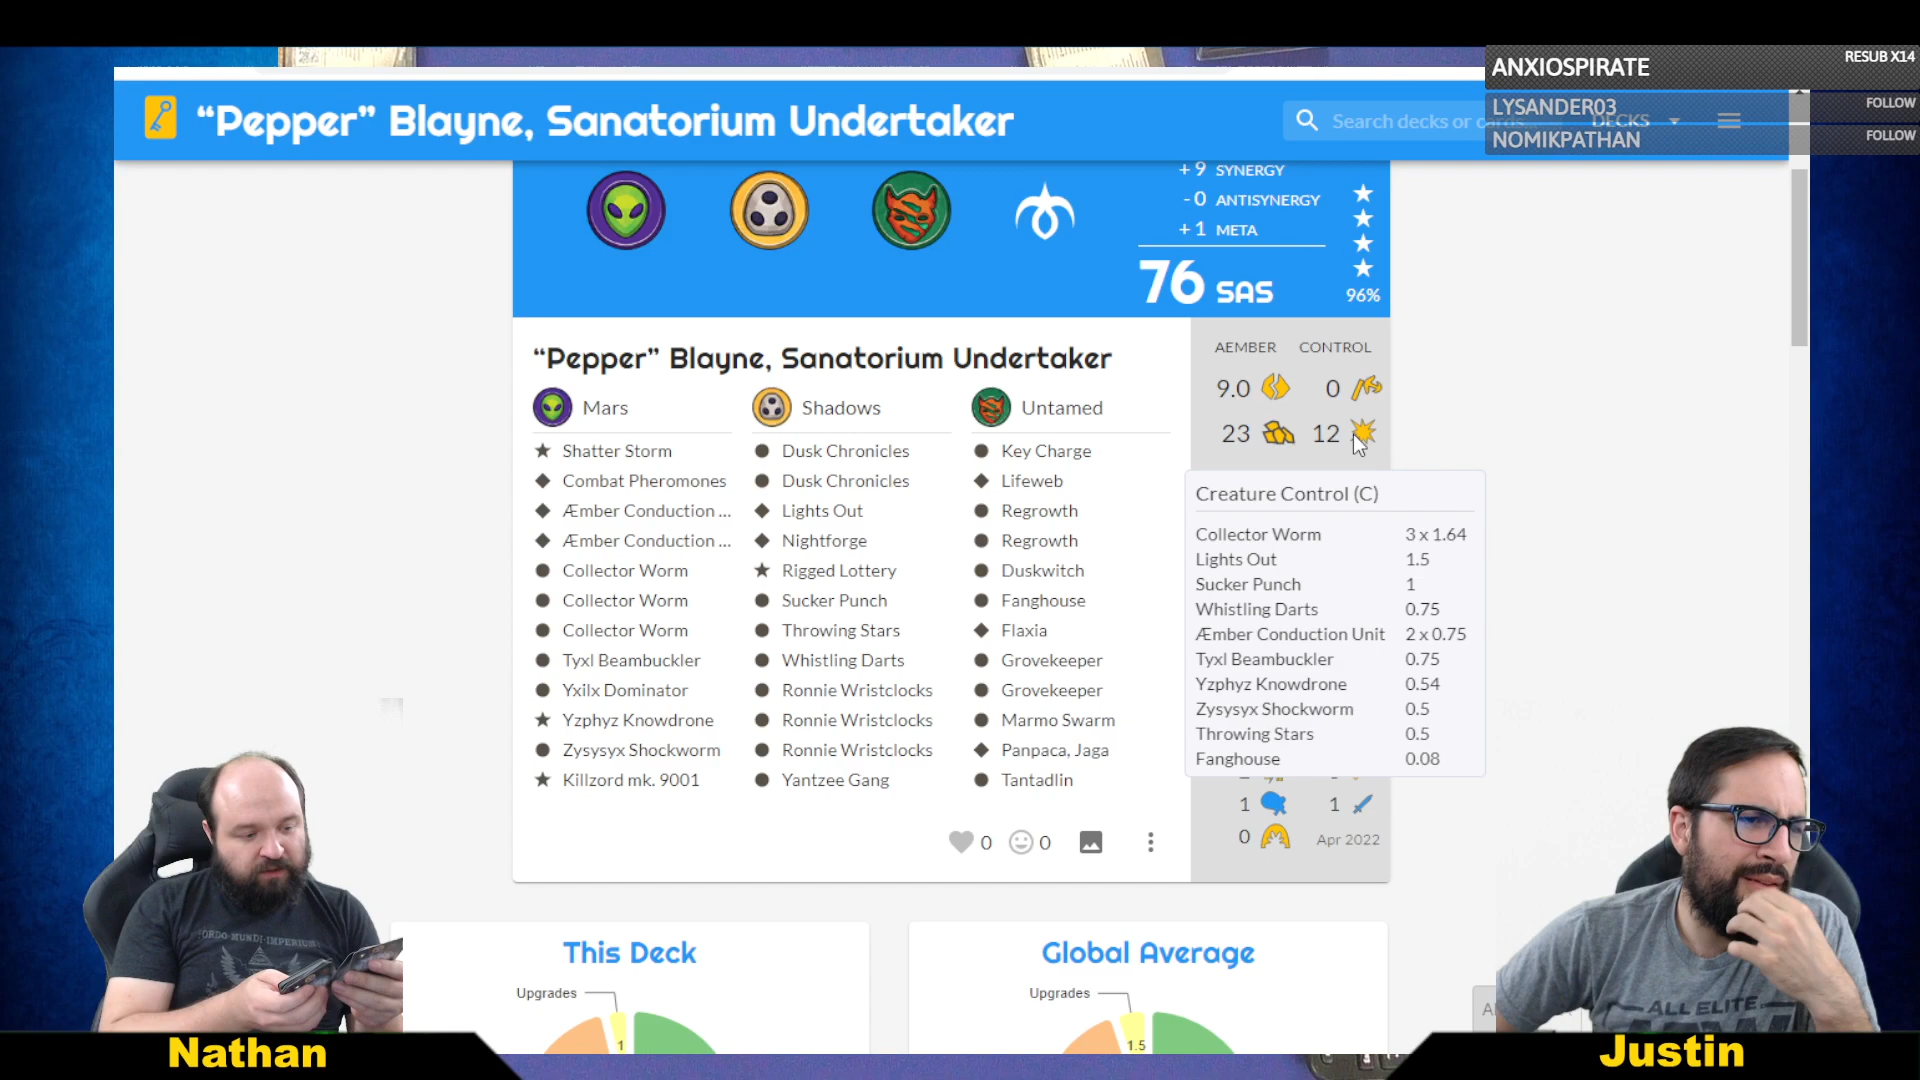 ANXIOSPIRATE
RESUB X14
LYSANDER03
FOLLOW
NOMIKPATHAN
FOLLOW
“Pepper” Blayne, Sanatorium Undertaker
Search decks or cards
DECKS
+ 9 SYNERGY
- 0 ANTISYNERGY
+ 1 META
76 SAS
96%
“Pepper” Blayne, Sanatorium Undertaker
AEMBER CONTROL
9.0 0
23 12
Mars
Shatter Storm
Combat Pheromones
Æmber Conduction ...
Æmber Conduction ...
Collector Worm
Collector Worm
Collector Worm
Tyxl Beambuckler
Yxilx Dominator
Yzphyz Knowdrone
Zysysyx Shockworm
Killzord mk. 9001
Shadows
Dusk Chronicles
Dusk Chronicles
Lights Out
Nightforge
Rigged Lottery
Sucker Punch
Throwing Stars
Whistling Darts
Ronnie Wristclocks
Ronnie Wristclocks
Ronnie Wristclocks
Yantzee Gang
Untamed
Key Charge
Lifeweb
Regrowth
Regrowth
Duskwitch
Fanghouse
Flaxia
Grovekeeper
Grovekeeper
Marmo Swarm
Panpaca, Jaga
Tantadlin
Creature Control (C)
Collector Worm 3 x 1.64
Lights Out 1.5
Sucker Punch 1
Whistling Darts 0.75
Æmber Conduction Unit 2 x 0.75
Tyxl Beambuckler 0.75
Yzphyz Knowdrone 0.54
Zysysyx Shockworm 0.5
Throwing Stars 0.5
Fanghouse 0.08
1 1
0 Apr 2022
0 0
This Deck
Upgrades
1
Global Average
Upgrades
1.5
ORDO·MUNDI·IMPERIUM
ALL ELITE
Nathan
Justin